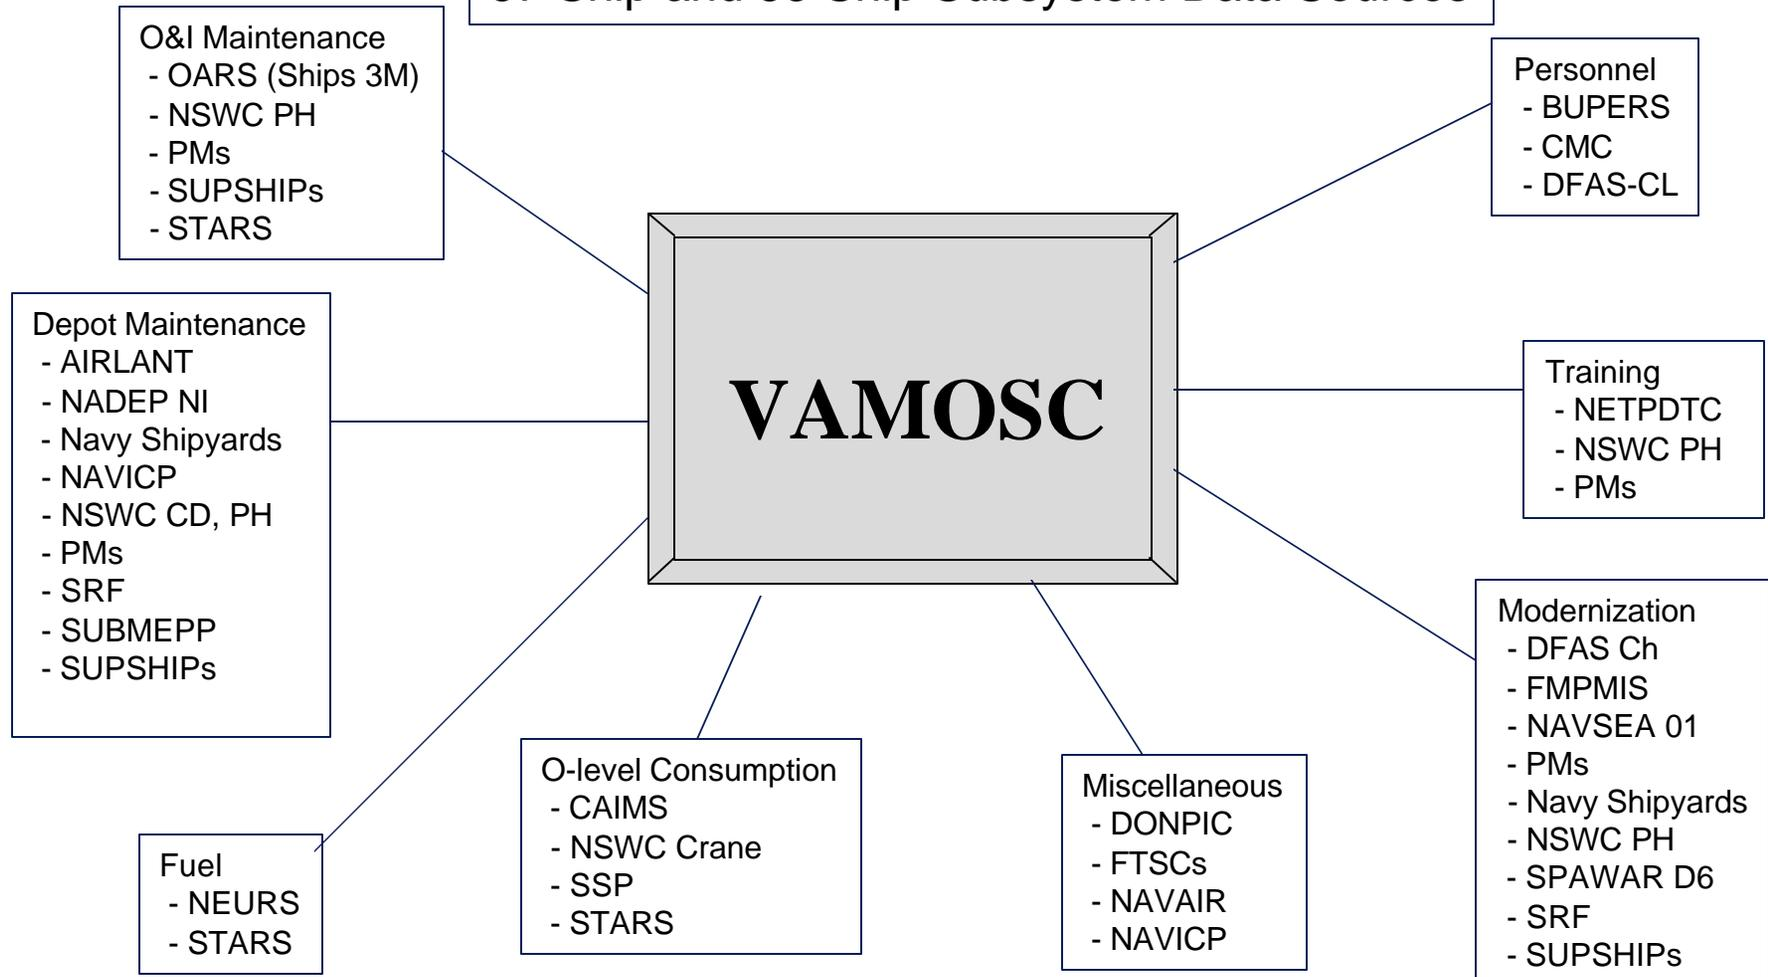 O&I Maintenance
- OARS (Ships 3M)
- NSWC PH
- PMs
- SUPSHIPs
- STARS
Personnel
- BUPERS
- CMC
- DFAS-CL
Depot Maintenance
- AIRLANT
- NADEP NI
- Navy Shipyards
- NAVICP
- NSWC CD, PH
- PMs
- SRF
- SUBMEPP
- SUPSHIPs
VAMOSC
Training
- NETPDTC
- NSWC PH
- PMs
Modernization
- DFAS Ch
- FMPMIS
- NAVSEA 01
- PMs
- Navy Shipyards
- NSWC PH
- SPAWAR D6
- SRF
- SUPSHIPs
Fuel
- NEURS
- STARS
O-level Consumption
- CAIMS
- NSWC Crane
- SSP
- STARS
Miscellaneous
- DONPIC
- FTSCs
- NAVAIR
- NAVICP